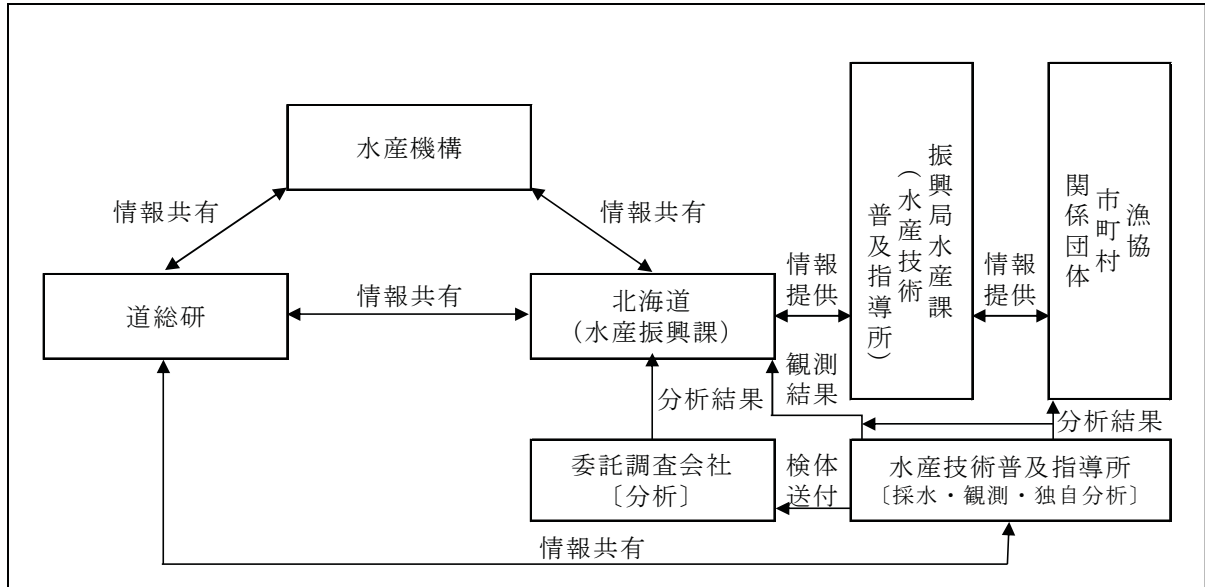 水産機構
情報共有
情報共有
道総研
情報共有
北海道
（水産振興課）
情報
提供
振興局水産課
（水産技術
普及指導所）
情報
提供
漁協
市町村
関係団体
観測
結果
分析結果
分析結果
委託調査会社
〔分析〕
検体
送付
水産技術普及指導所
〔採水・観測・独自分析〕
情報共有